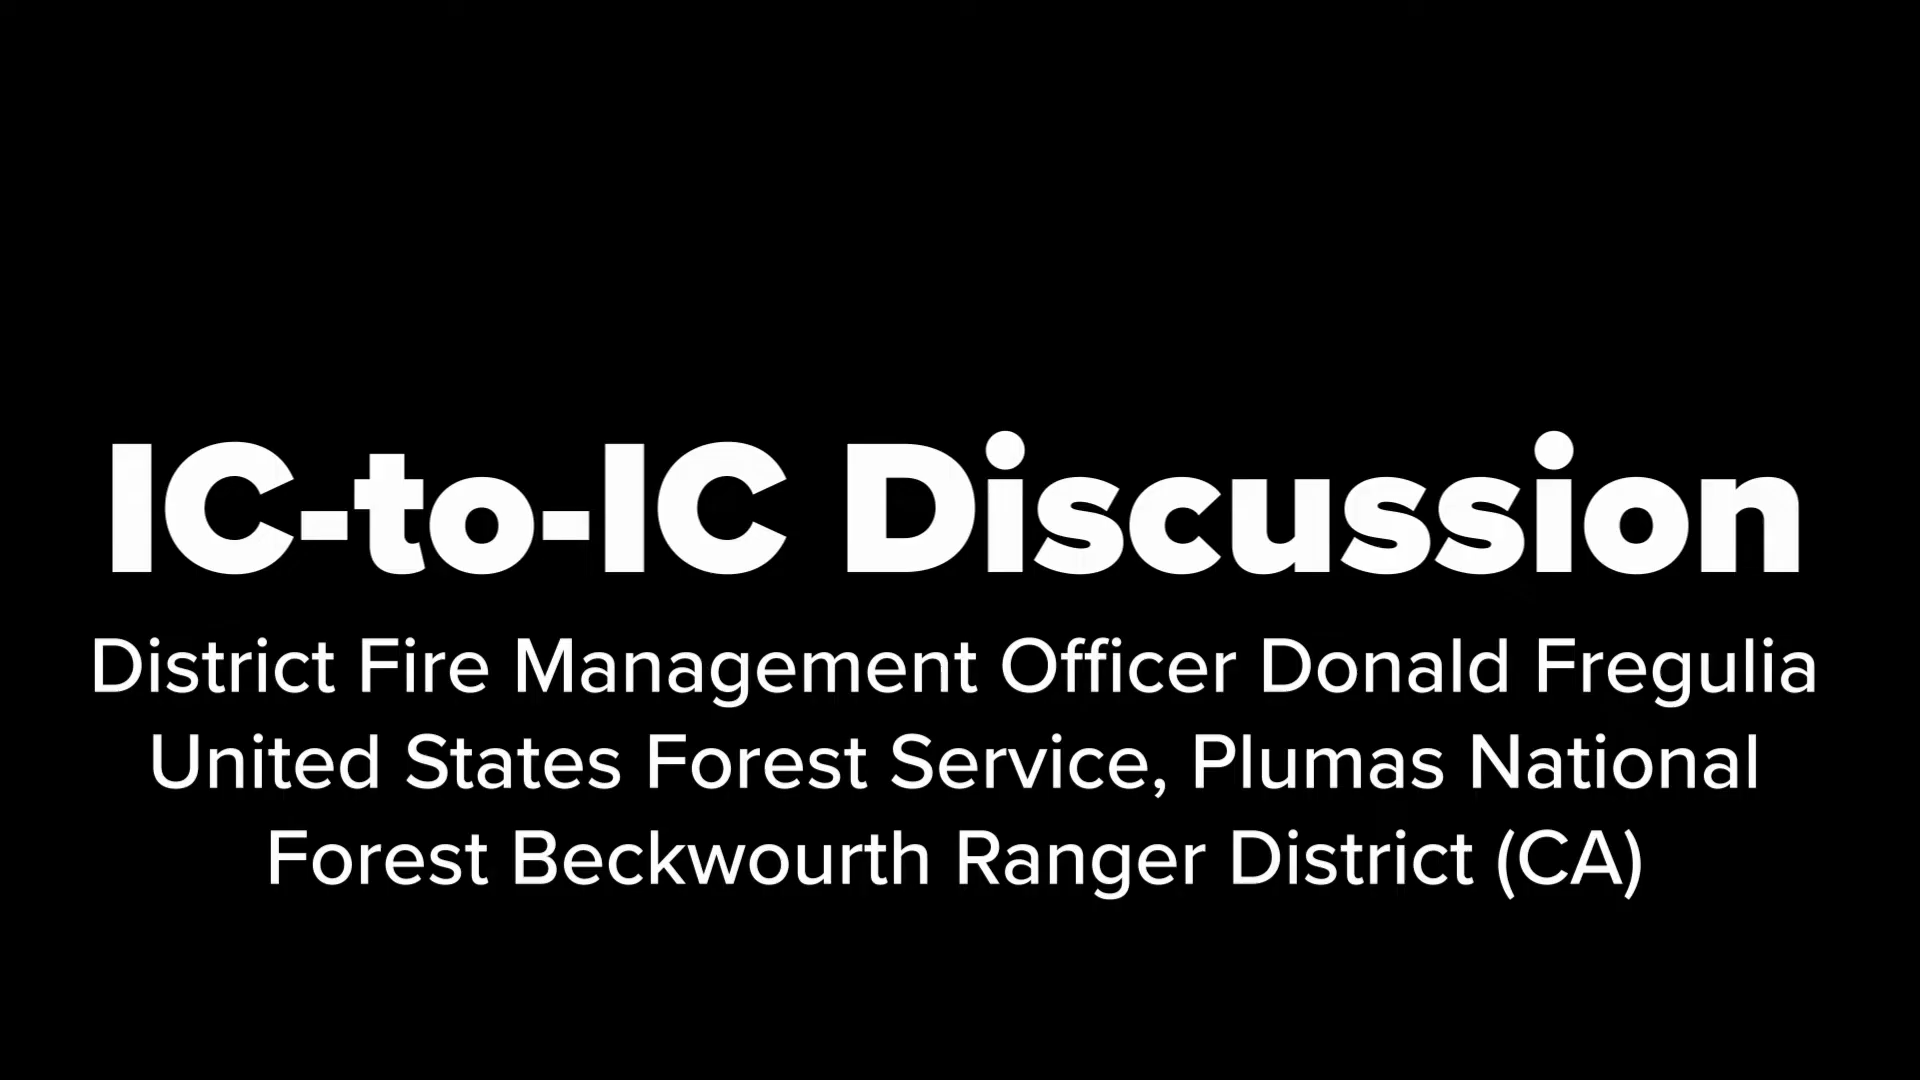 IC-to-IC Discussion
District Fire Management Officer Donald Fregulia
United States Forest Service, Plumas National
Forest Beckwourth Ranger District (CA)